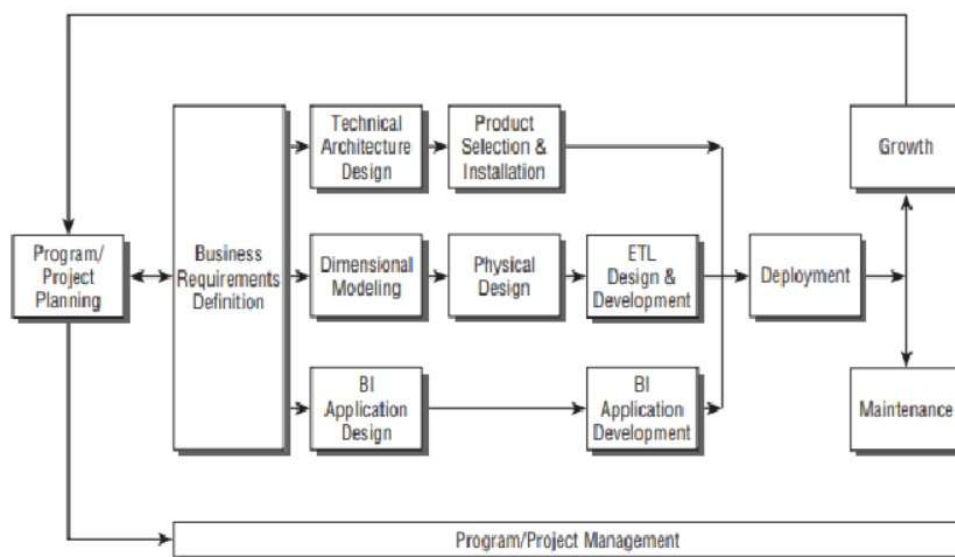 Technical
Architecture
Design
Product
Selection &
Installation
Growth
Program/
Project
Planning
Business
Requirements
Definition
Dimensional
Modeling
Physical
Design
ETL
Design &
Development
Deployment
BI
Application
Design
BI
Application
Development
Maintenance
Program/Project Management